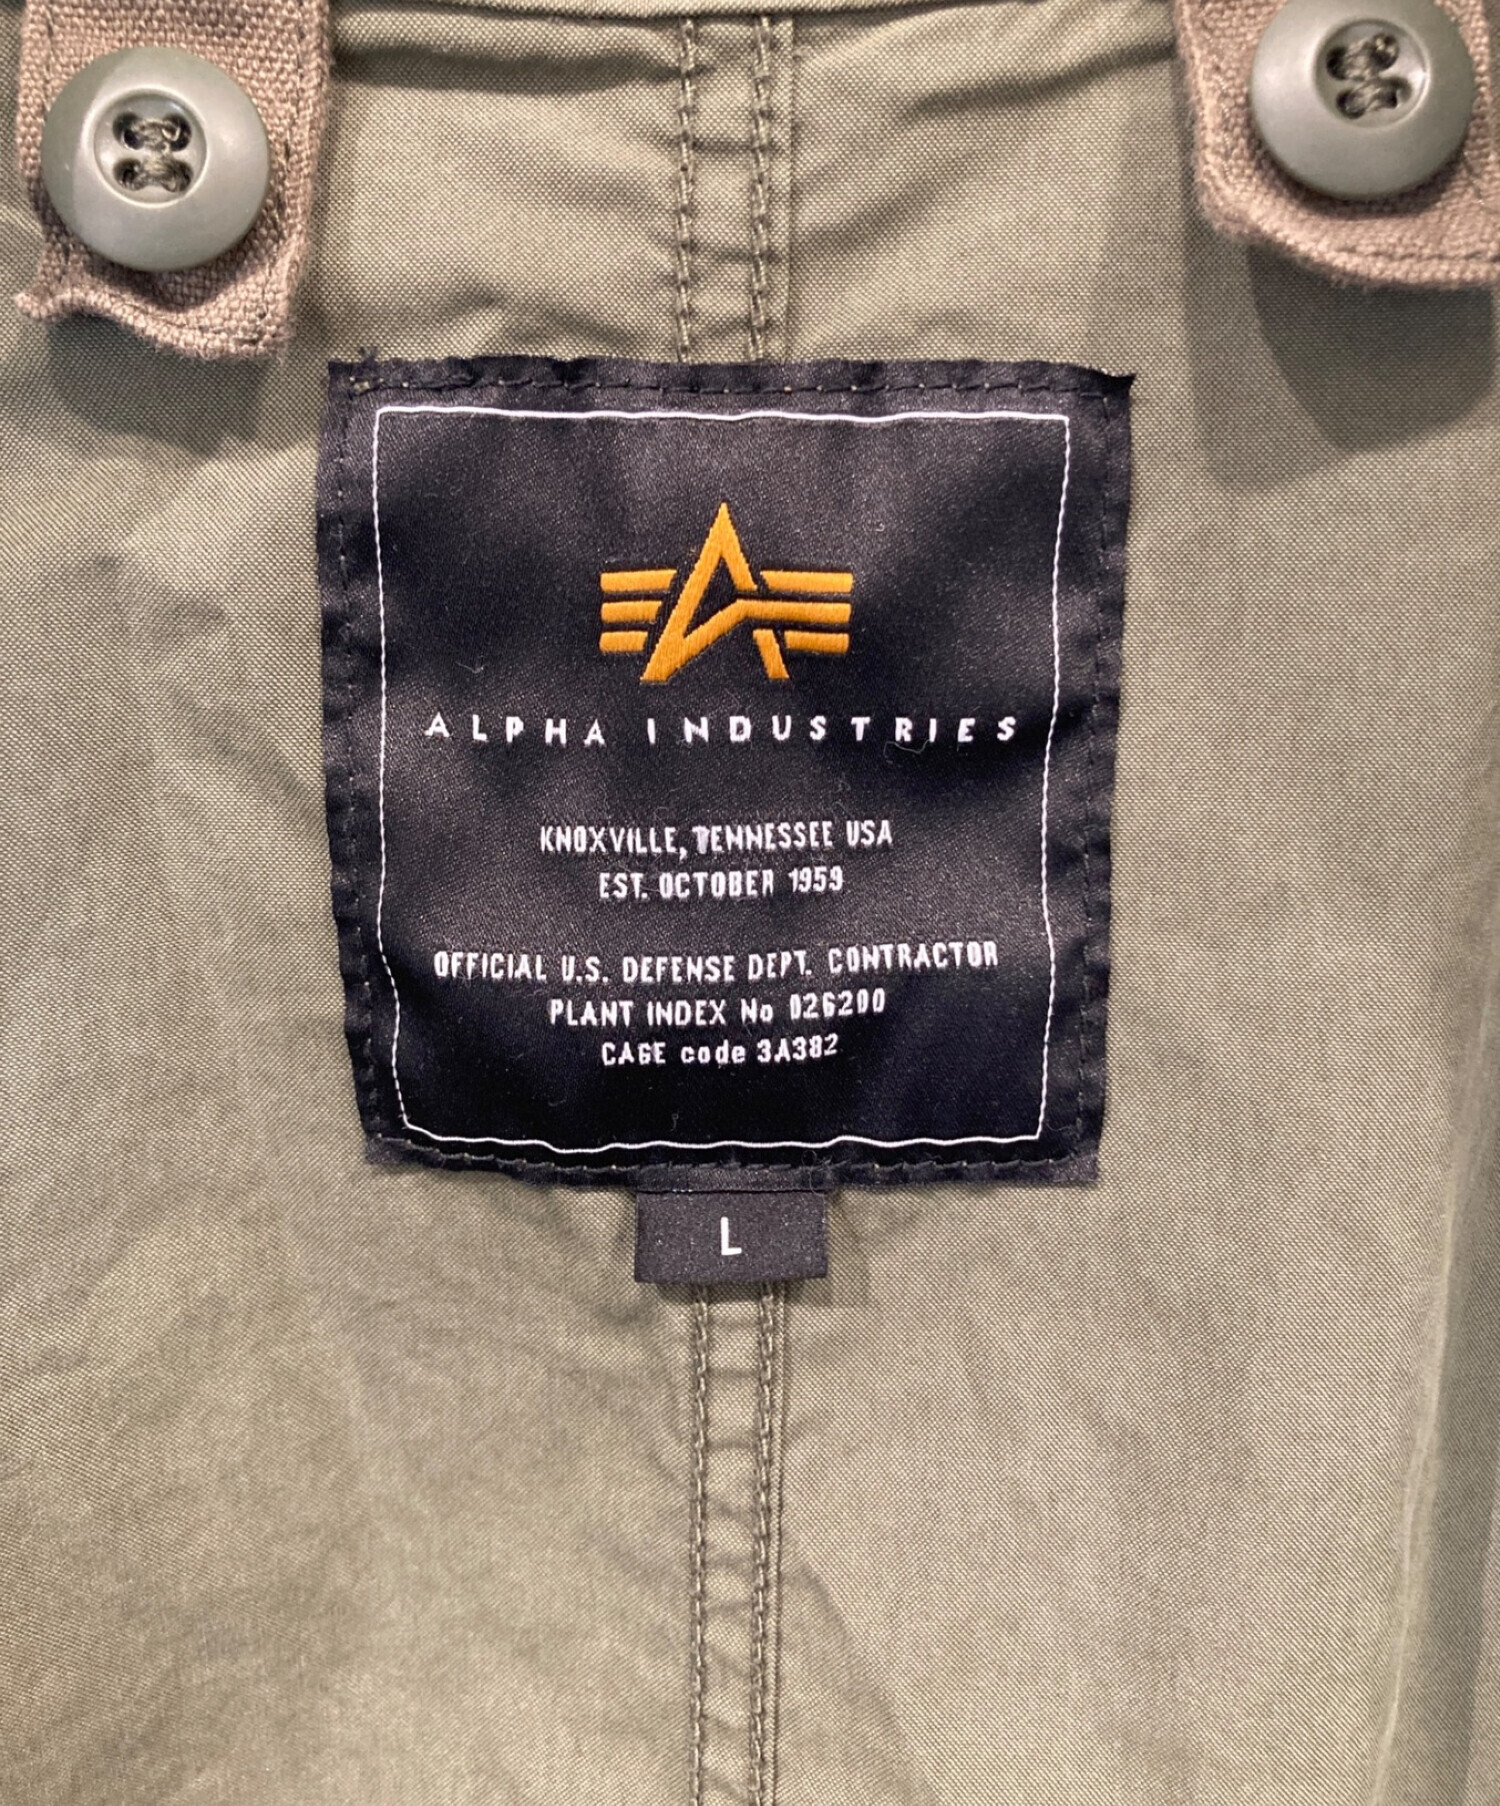 ALPHA INDUSTRIES
KNOXVILLE, TENNESSEE USA
EST. OCTOBER 1959
OFFICIAL U.S. DEFENSE DEPT. CONTRACTOR
PLANT INDEX No 026200
CAGE code 3A382
L